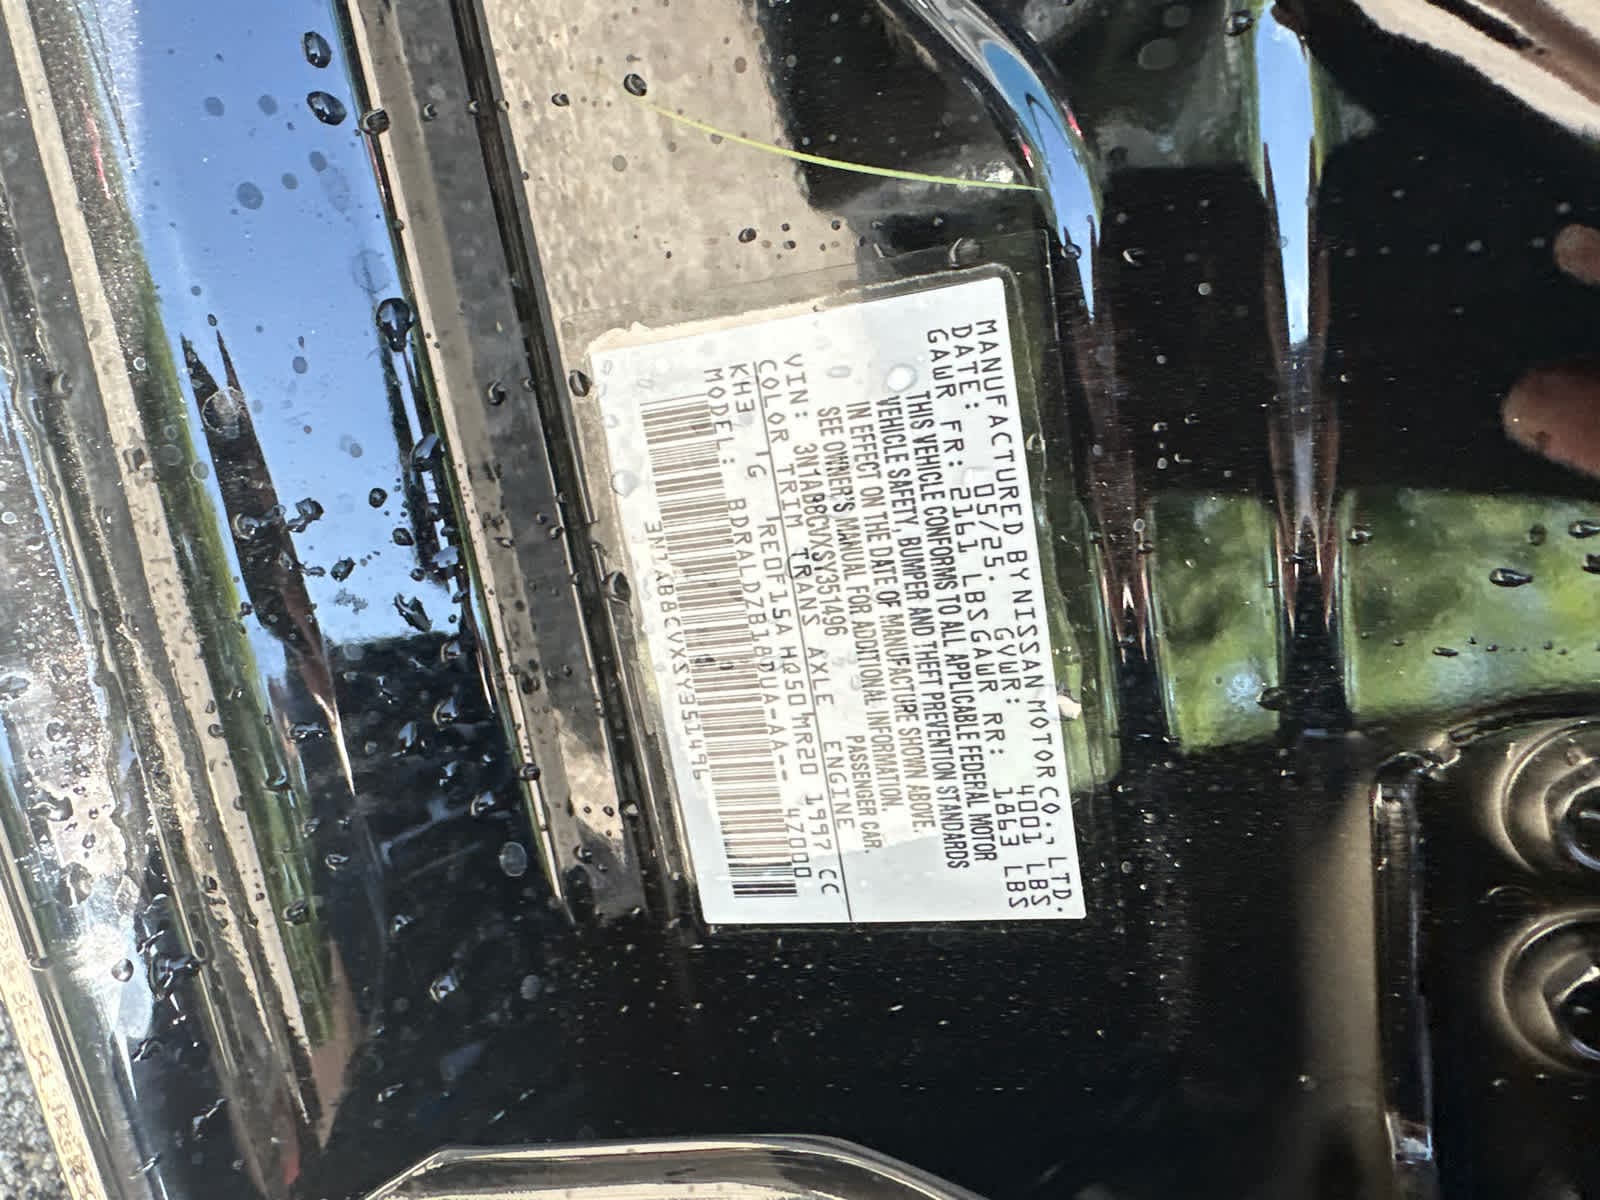 MANUFACTURED BY NISSAN MOTOR CO., LTD.
DATE: 05/25. GVWR: 4001 LBS
GAWR FR: 2161 LBS GAWR RR: 1863 LBS
THIS VEHICLE CONFORMS TO ALL APPLICABLE FEDERAL MOTOR
VEHICLE SAFETY, BUMPER AND THEFT PREVENTION STANDARDS
IN EFFECT ON THE DATE OF MANUFACTURE SHOWN ABOVE.
SEE OWNER'S MANUAL FOR ADDITIONAL INFORMATION.
VIN: 3N1AB8CVXSY351496 PASSENGER CAR.
COLOR TRIM TRANS AXLE ENGINE
KH3 G RE0F15A HQ50 MR20 1997 CC
MODEL: BDRALDZB18DUA-AA-- 47000
3N1AB8CVXSY351496